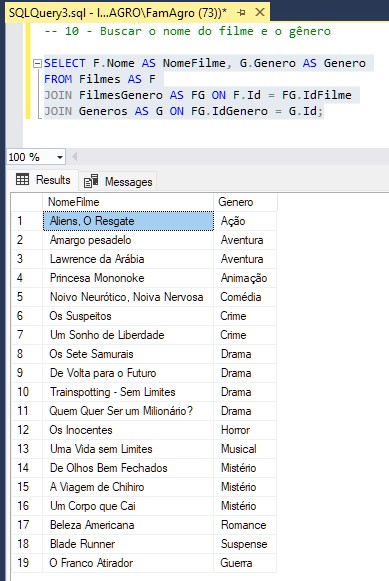 SQLQuery3.sql - I...AGRO\FamAgro (73))*
-- 10 - Buscar o nome do filme e o gênero
SELECT F.Nome AS NomeFilme, G.Genero AS Genero
FROM Filmes AS F
JOIN FilmesGenero AS FG ON F.Id = FG.IdFilme
JOIN Generos AS G ON FG.IdGenero = G.Id;
100 %
Results Messages
NomeFilme Genero
1 Aliens, O Resgate Ação
2 Amargo pesadelo Aventura
3 Lawrence da Arábia Aventura
4 Princesa Mononoke Animação
5 Noivo Neurótico, Noiva Nervosa Comédia
6 Os Suspeitos Crime
7 Um Sonho de Liberdade Crime
8 Os Sete Samurais Drama
9 De Volta para o Futuro Drama
10 Trainspotting - Sem Limites Drama
11 Quem Quer Ser um Milionário? Drama
12 Os Inocentes Horror
13 Uma Vida sem Limites Musical
14 De Olhos Bem Fechados Mistério
15 A Viagem de Chihiro Mistério
16 Um Corpo que Cai Mistério
17 Beleza Americana Romance
18 Blade Runner Suspense
19 O Franco Atirador Guerra